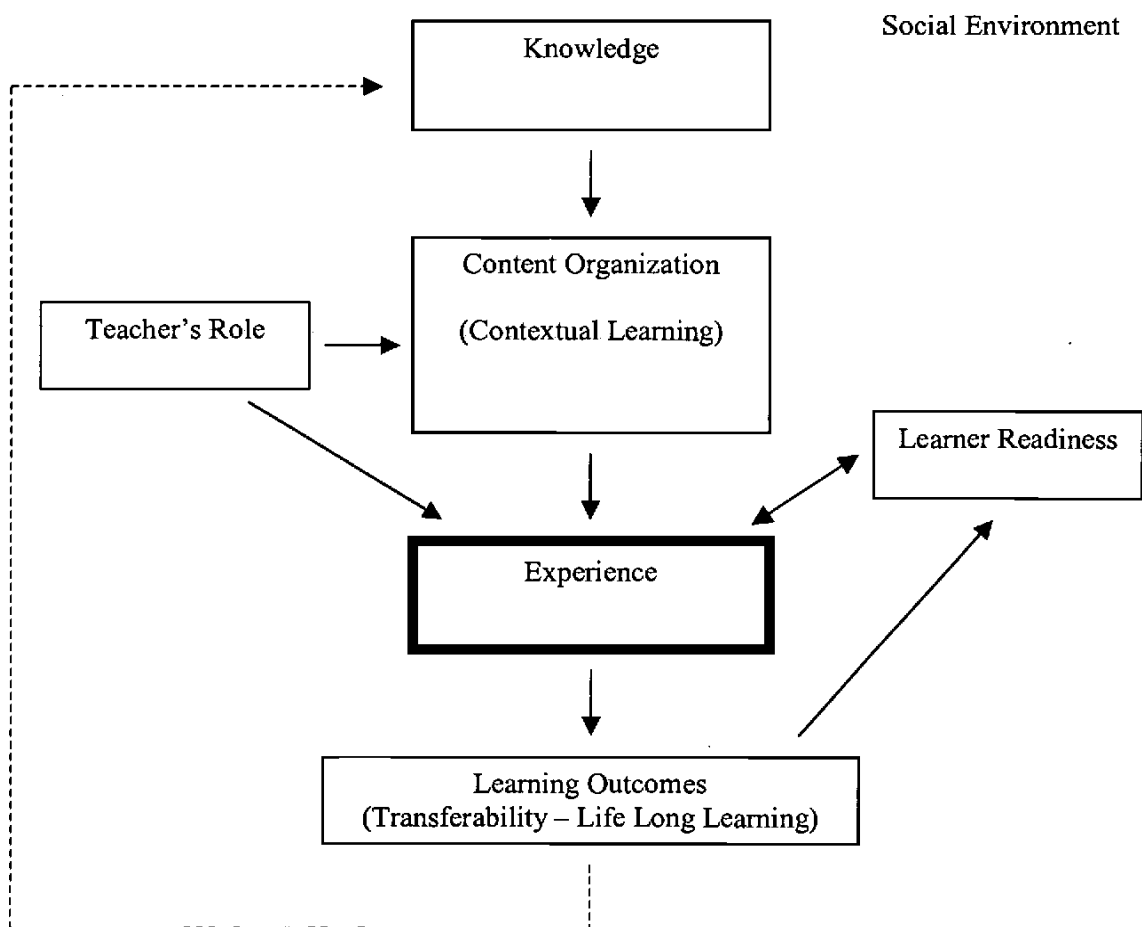 Social Environment
Knowledge
Content Organization
(Contextual Learning)
Teacher's Role
Learner Readiness
Experience
Learning Outcomes
(Transferability – Life Long Learning)